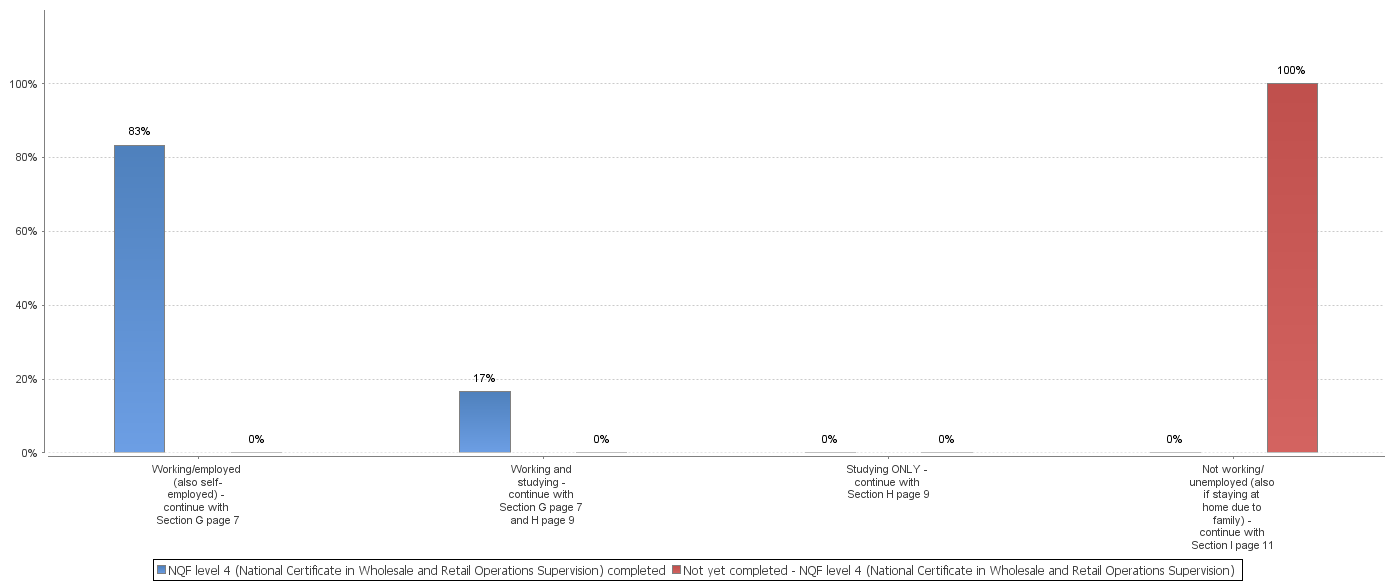 100%
80%
60%
40%
20%
0%
83%
0%
17%
0%
0%
0%
0%
100%
Working/employed
(also self-
employed) -
continue with
Section G page 7
Working and
studying -
continue with
Section G page 7
and H page 9
Studying ONLY -
continue with
Section H page 9
Not working/
unemployed (also
if staying at
home due to
family) -
continue with
Section I page 11
NQF level 4 (National Certificate in Wholesale and Retail Operations Supervision) completed
Not yet completed - NQF level 4 (National Certificate in Wholesale and Retail Operations Supervision)